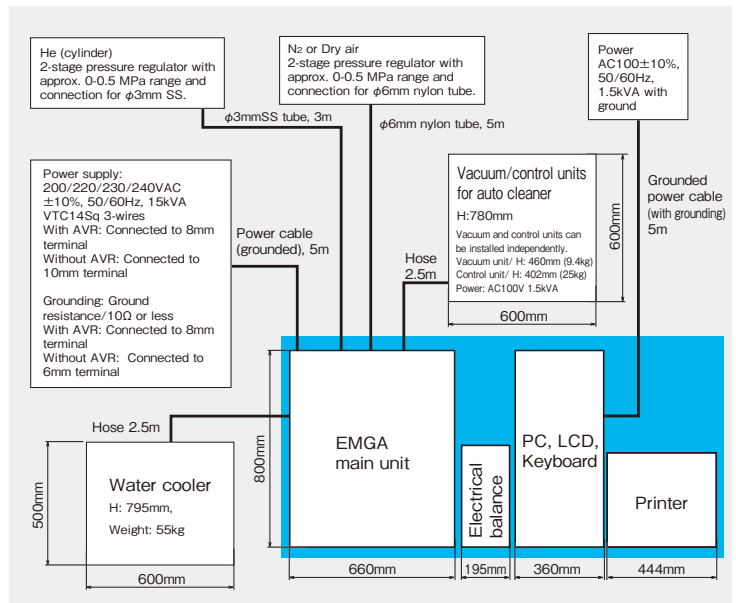 He (cylinder)
2-stage pressure regulator with
approx. 0-0.5 MPa range and
connection for φ3mm SS.
N2 or Dry air
2-stage pressure regulator with
approx. 0-0.5 MPa range and
connection for φ6mm nylon tube.
Power
AC100±10%,
50/60Hz,
1.5kVA with
ground
φ3mmSS tube, 3m
φ6mm nylon tube, 5m
Power supply:
200/220/230/240VAC
±10%, 50/60Hz, 15kVA
VTC14Sq 3-wires
With AVR: Connected to 8mm
terminal
Without AVR: Connected to
10mm terminal
Grounding: Ground
resistance/10Ω or less
With AVR: Connected to 8mm
terminal
Without AVR: Connected to
6mm terminal
Power cable
(grounded), 5m
Hose
2.5m
Vacuum/control units
for auto cleaner
H:780mm
Vacuum and control units can
be installed independently.
Vacuum unit/ H: 460mm (9.4kg)
Control unit/ H: 402mm (25kg)
Power: AC100V 1.5kVA
600mm
600mm
Grounded
power cable
(with grounding)
5m
Hose 2.5m
500mm
Water cooler
H: 795mm,
Weight: 55kg
600mm
800mm
EMGA
main unit
660mm
Electrical
balance
195mm
PC, LCD,
Keyboard
360mm
Printer
444mm